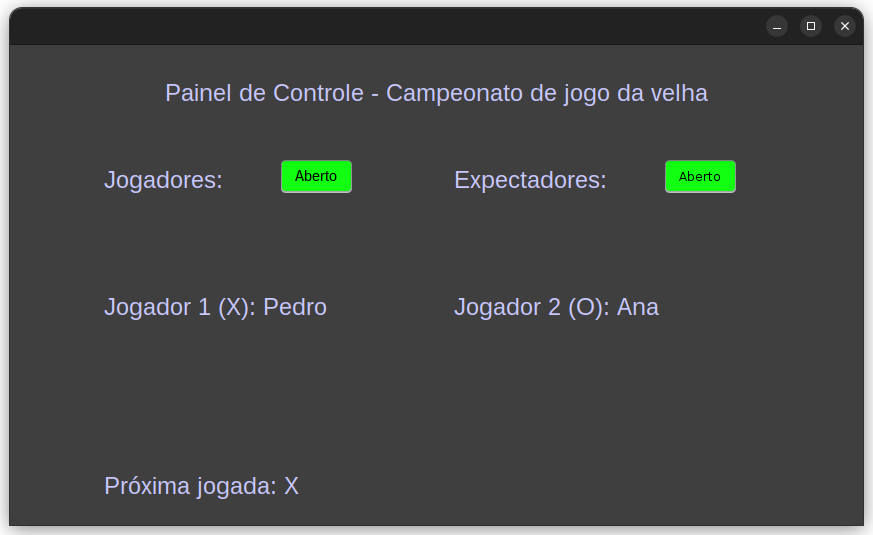 Painel de Controle - Campeonato de jogo da velha
Jogadores: Aberto Expectadores: Aberto
Jogador 1 (X): Pedro Jogador 2 (O): Ana
Próxima jogada: X